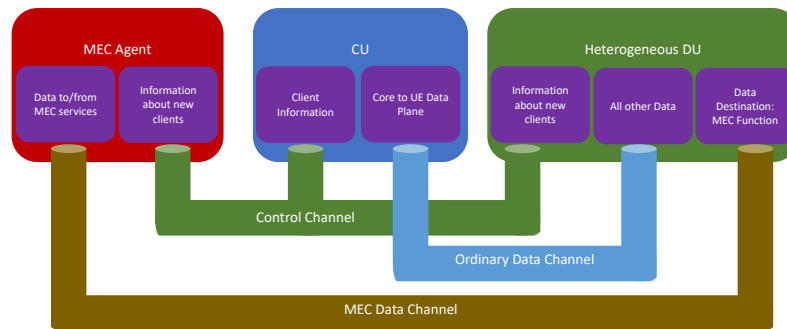 MEC Agent
CU
Heterogeneous DU
Data to/from
MEC services
Information
about new
clients
Client
Information
Core to UE Data
Plane
Information
about new
clients
All other Data
Data
Destination:
MEC Function
Control Channel
Ordinary Data Channel
MEC Data Channel